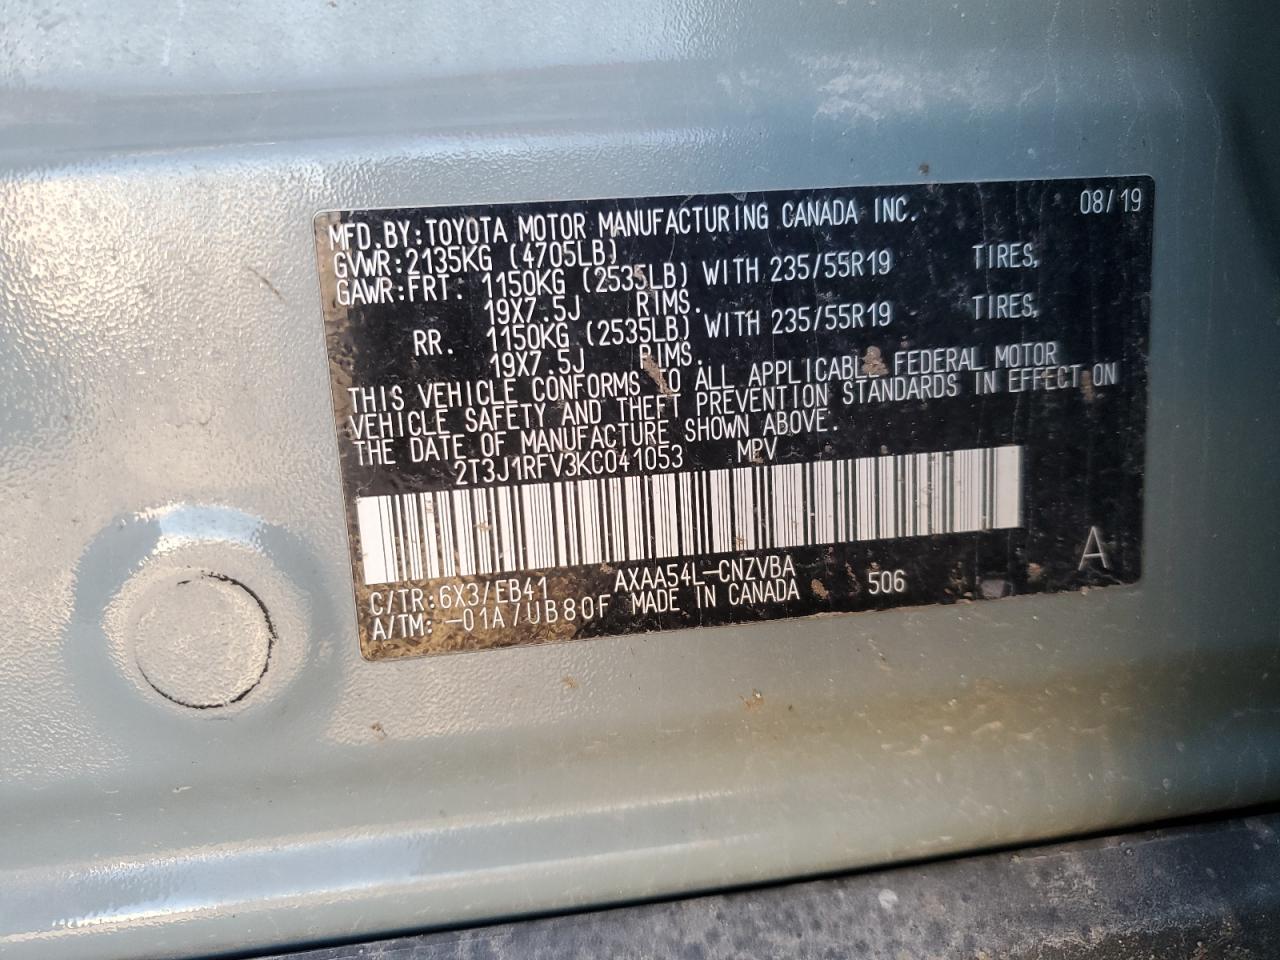 MFD.BY:TOYOTA MOTOR MANUFACTURING CANADA INC. 08/19
GVWR:2135KG (4705LB)
GAWR:FRT. 1150KG (2535LB) WITH 235/55R19 TIRES,
19X7.5J RIMS.
RR. 1150KG (2535LB) WITH 235/55R19 TIRES,
19X7.5J RIMS.
THIS VEHICLE CONFORMS TO ALL APPLICABLE FEDERAL MOTOR
VEHICLE SAFETY AND THEFT PREVENTION STANDARDS IN EFFECT ON
THE DATE OF MANUFACTURE SHOWN ABOVE.
2T3J1RFV3KC041053 MPV
C/TR:6X3/EB41 AXAA54L-CNZVBA 506 A
A/TM:-01A/UB80F MADE IN CANADA